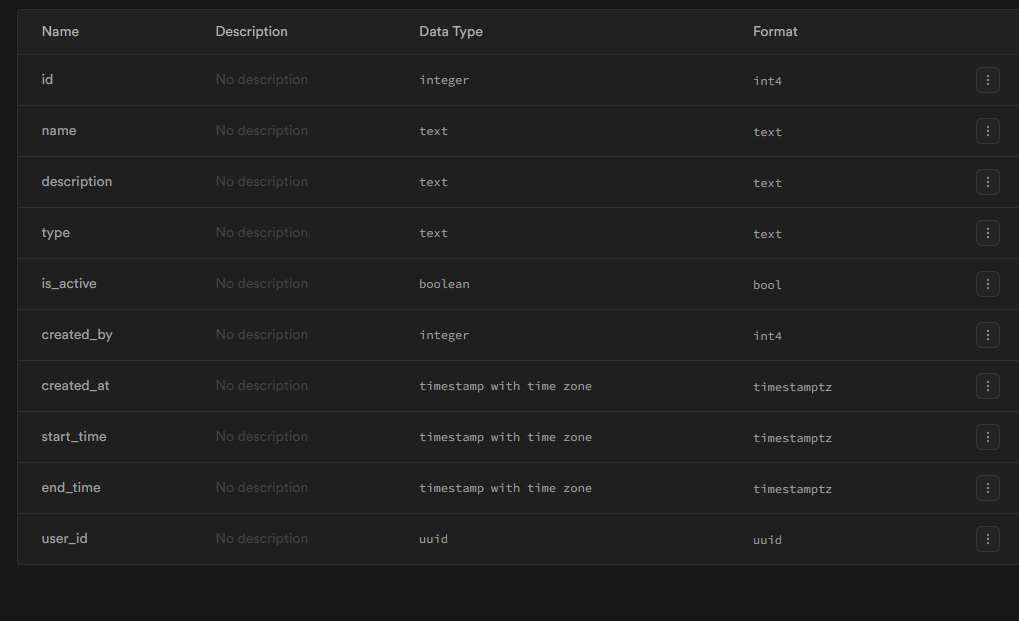 Name Description Data Type Format
id No description integer int4
name No description text text
description No description text text
type No description text text
is_active No description boolean bool
created_by No description integer int4
created_at No description timestamp with time zone timestamptz
start_time No description timestamp with time zone timestamptz
end_time No description timestamp with time zone timestamptz
user_id No description uuid uuid